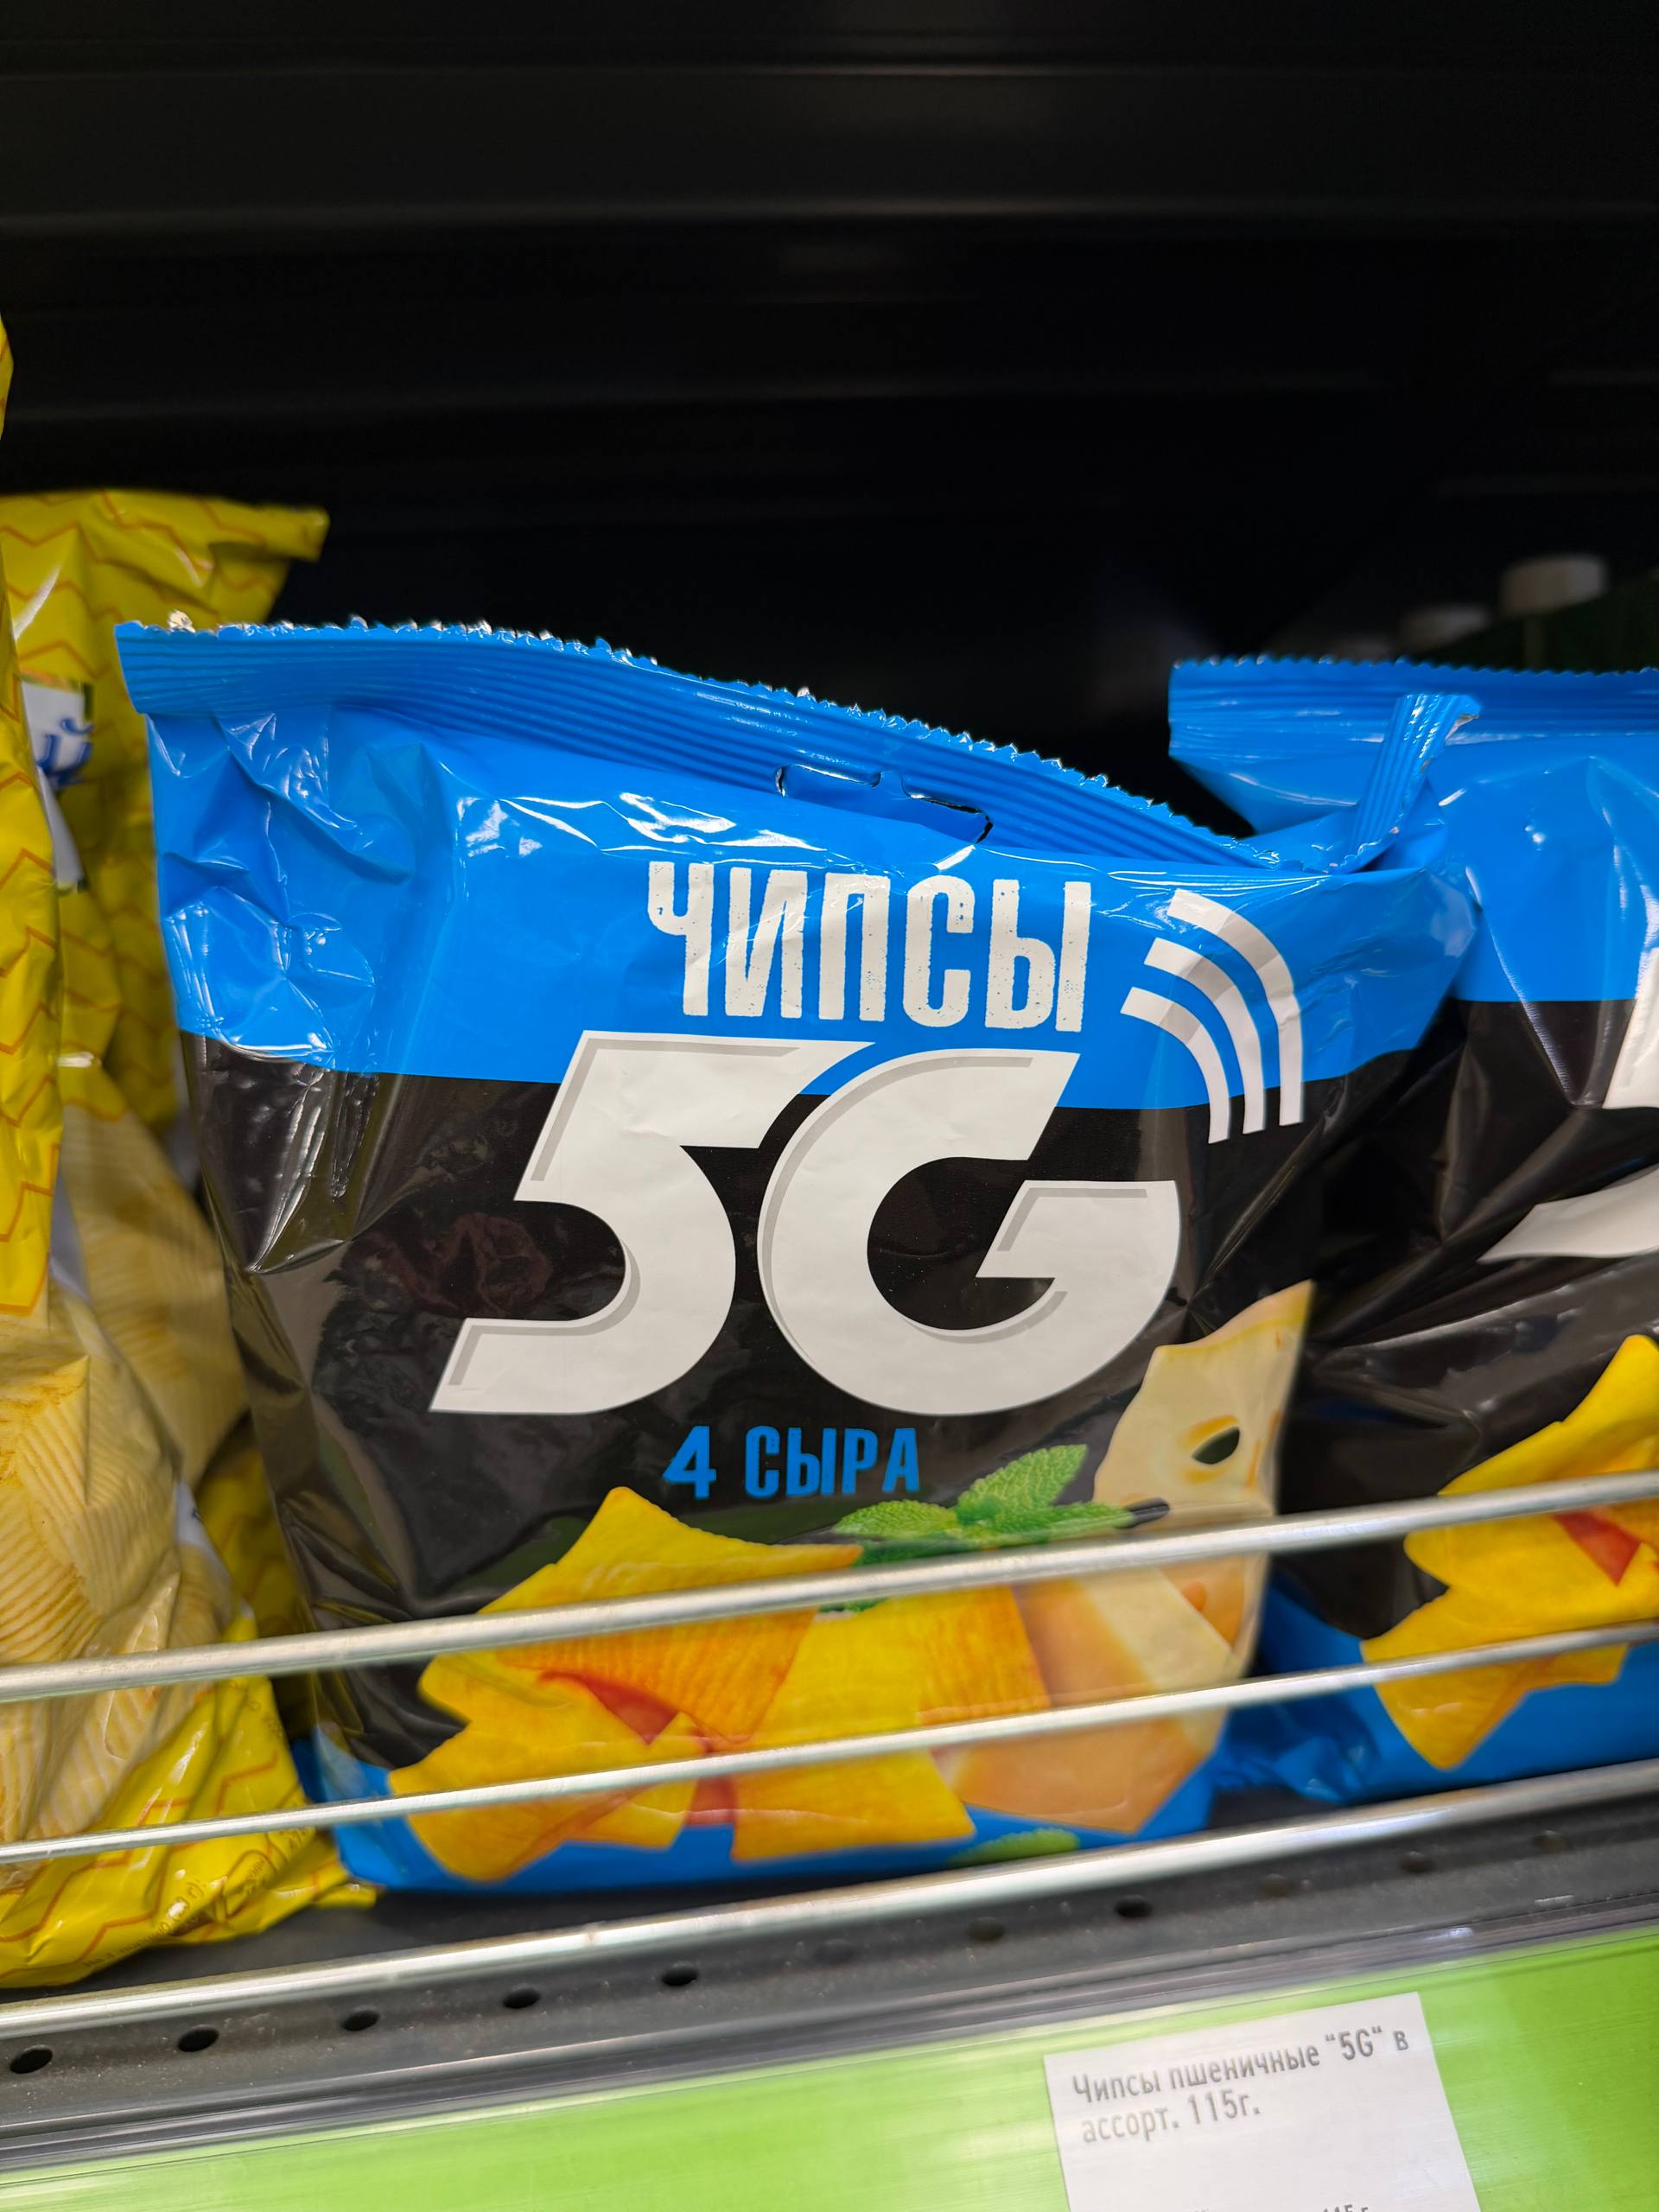 ЧИПСЫ
5G
4 СЫРА
Чипсы пшеничные "5G" в
ассорт. 115г.